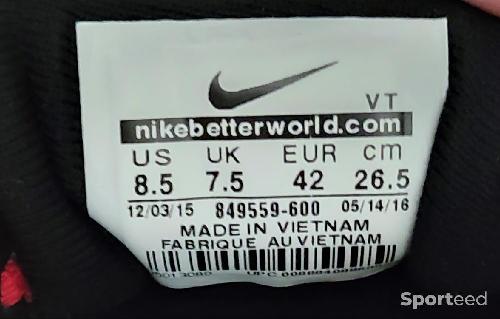 VT
nikebetterworld.com
US UK EUR cm
8.5 7.5 42 26.5
12/03/15 849559-600 05/14/16
MADE IN VIETNAM
FABRIQUE AU VIETNAM
UPC
Sporteed